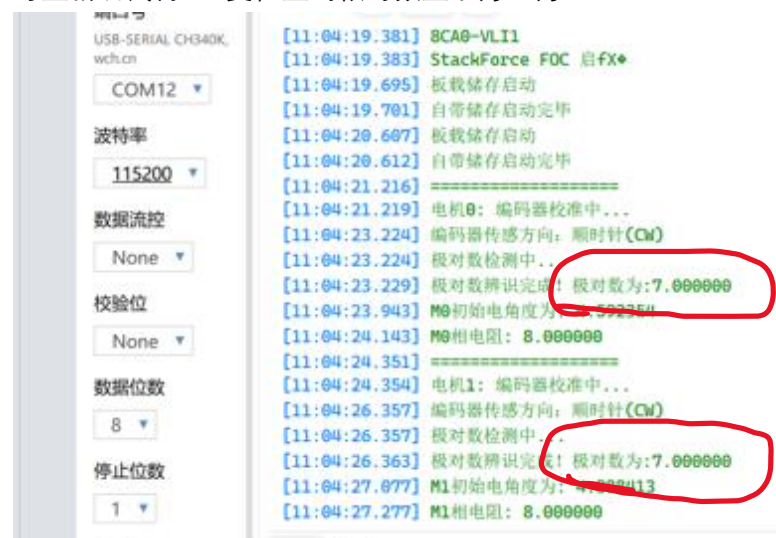 端口号
USB-SERIAL CH340K,
wch.cn
COM12
波特率
115200
数据流控
None
校验位
None
数据位数
8
停止位数
1
[11:04:19.381] 8CA0-VLI1
[11:04:19.383] StackForce FOC 启fX◆
[11:04:19.695] 板载储存启动
[11:04:19.701] 自带储存启动完毕
[11:04:20.607] 板载储存启动
[11:04:20.612] 自带储存启动完毕
[11:04:21.216] ====================
[11:04:21.219] 电机0: 编码器校准中...
[11:04:23.224] 编码器传感方向: 顺时针(CW)
[11:04:23.224] 极对数检测中...
[11:04:23.229] 极对数辨识完成! 极对数为:7.000000
[11:04:23.943] M0初始电角度为:
[11:04:24.143] M0相电阻: 8.000000
[11:04:24.351] ====================
[11:04:24.354] 电机1: 编码器校准中...
[11:04:26.357] 编码器传感方向: 顺时针(CW)
[11:04:26.357] 极对数检测中...
[11:04:26.363] 极对数辨识完成! 极对数为:7.000000
[11:04:27.077] M1初始电角度为:
[11:04:27.277] M1相电阻: 8.000000